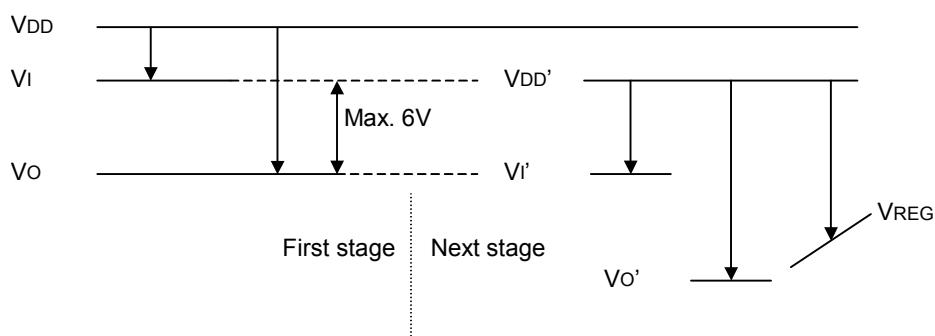 VDD
VI
VDD’
Max. 6V
VO
VI’
VREG
First stage
Next stage
VO’